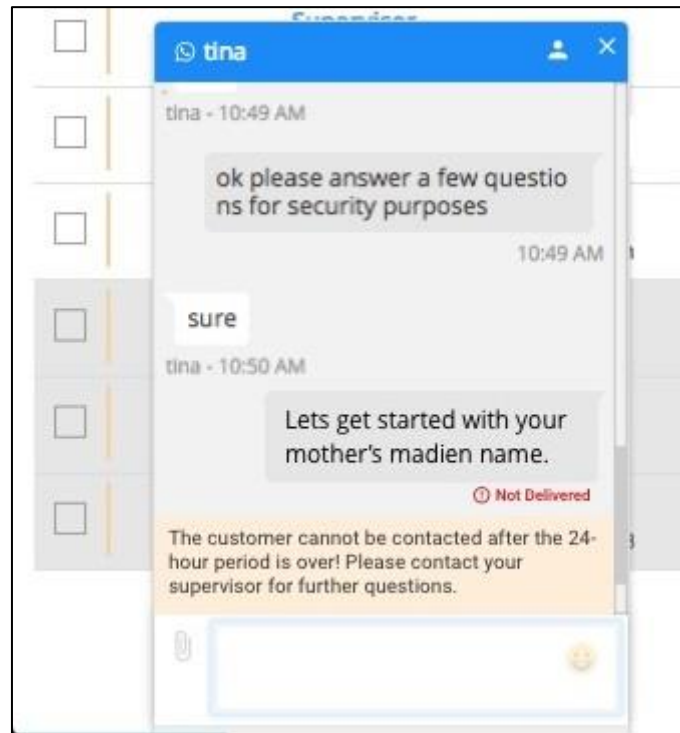 Supervisor
tina
tina - 10:49 AM
ok please answer a few questio
ns for security purposes
10:49 AM
sure
tina - 10:50 AM
Lets get started with your
mother's madien name.
Not Delivered
The customer cannot be contacted after the 24-
hour period is over! Please contact your
supervisor for further questions.